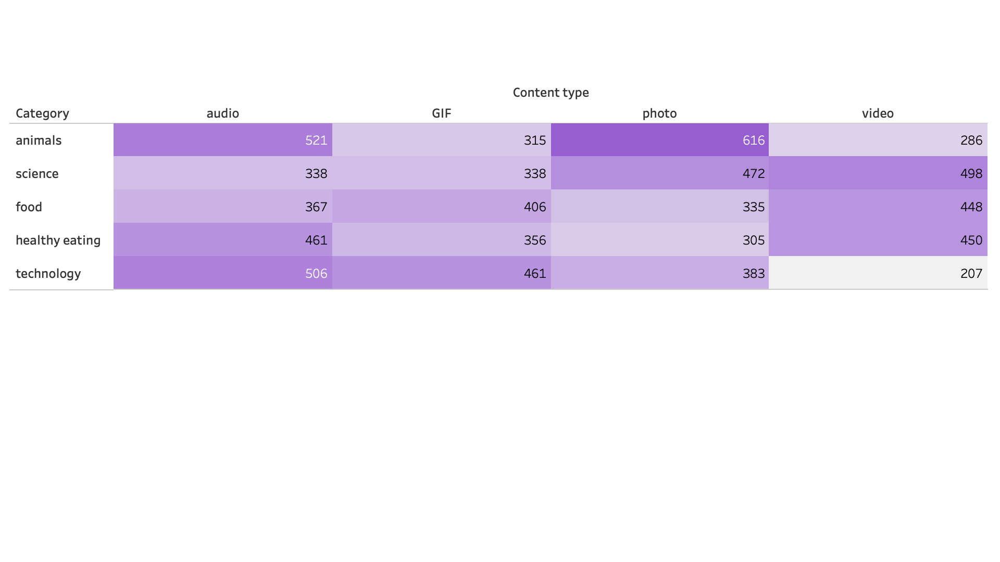 Content type
Category audio GIF photo video
animals 521 315 616 286
science 338 338 472 498
food 367 406 335 448
healthy eating 461 356 305 450
technology 506 461 383 207